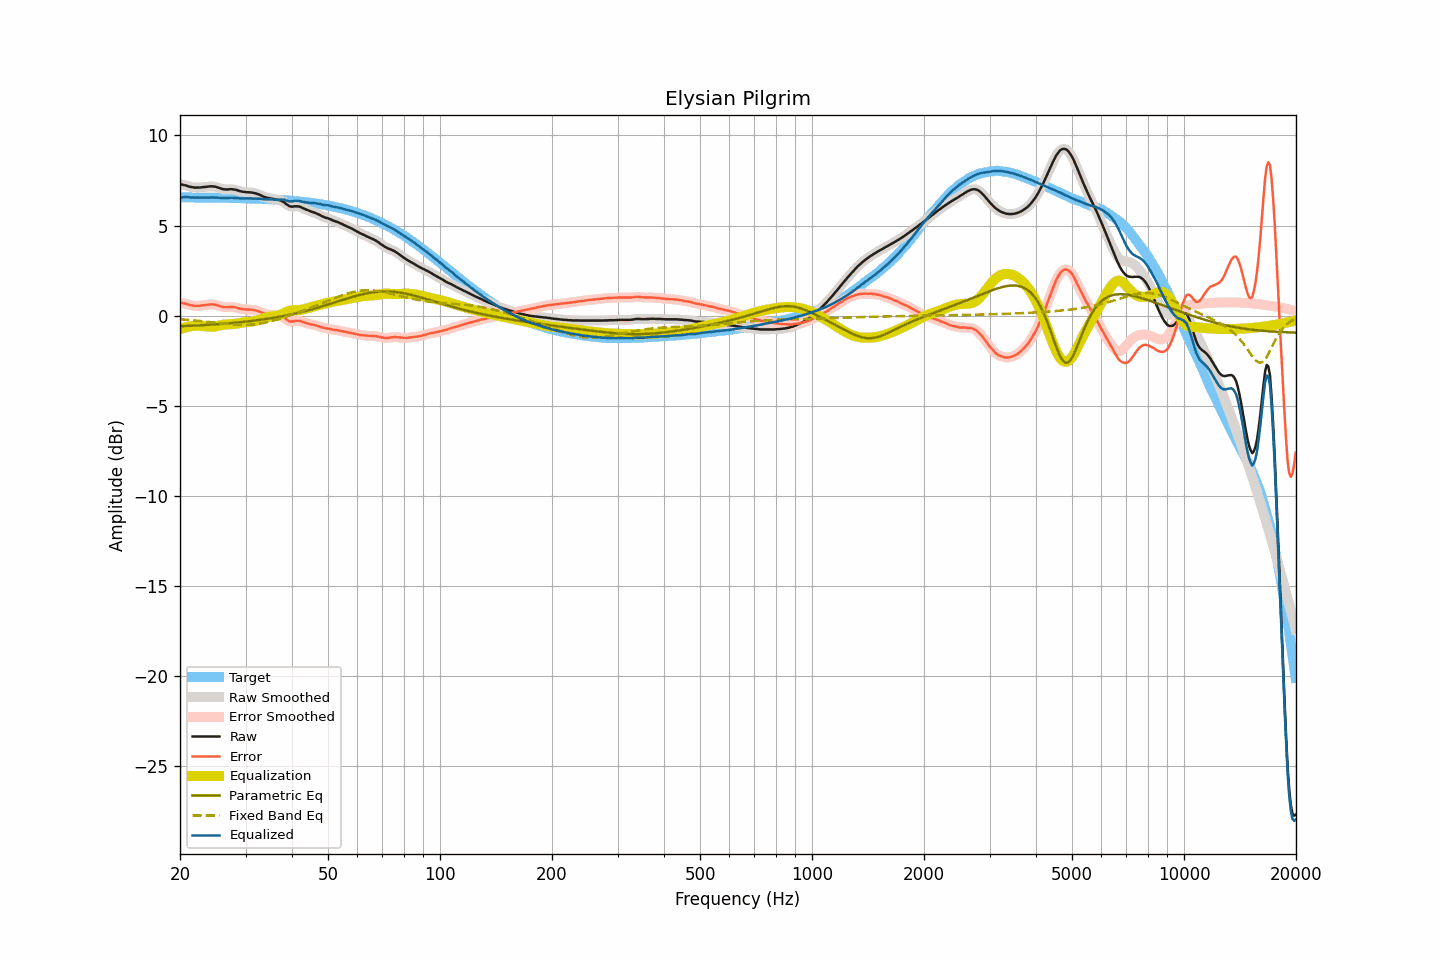 Elysian Pilgrim
10
5
0
−5
−10
−15
−20
−25
Amplitude (dBr)
Target
Raw Smoothed
Error Smoothed
Raw
Error
Equalization
Parametric Eq
Fixed Band Eq
Equalized
20 50 100 200 500 1000 2000 5000 10000 20000
Frequency (Hz)